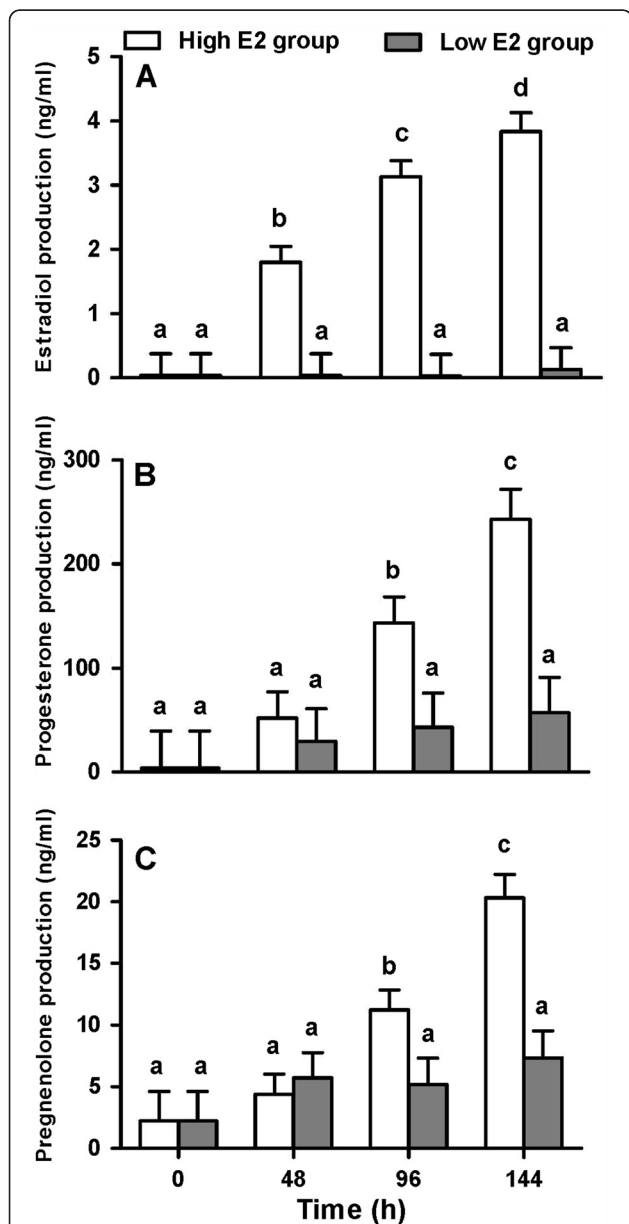 High E2 group Low E2 group
A
Estradiol production (ng/ml)
5
4
3
2
1
0
a a b a c a d a
B
Progesterone production (ng/ml)
300
200
100
0
a a a a b a c a
C
Pregnenolone production (ng/ml)
25
20
15
10
5
0
a a a a b a c a
0 48 96 144
Time (h)